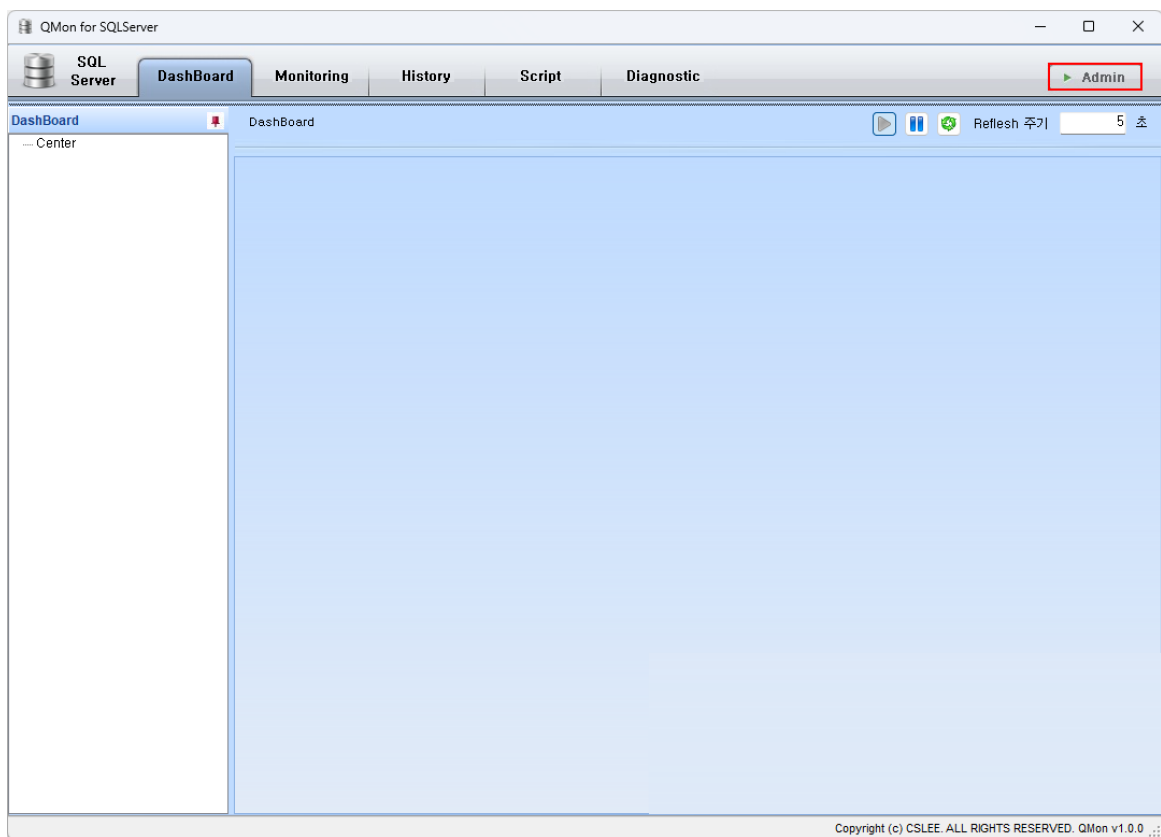 QMon for SQLServer
SQL
Server
DashBoard
Monitoring
History
Script
Diagnostic
Admin
DashBoard
DashBoard
Reflesh 주기
5
초
Center
Copyright (c) CSLEE. ALL RIGHTS RESERVED. QMon v1.0.0